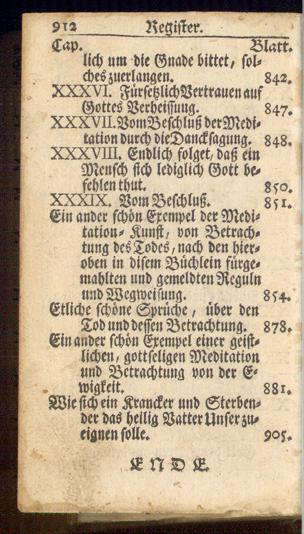 912 Register.
Cap. Blatt.
lich um die Gnade bittet, sol-
ches zuerlangen. 842.
XXXVI. Fürsetzlich Vertrauen auf
Gottes Verheissung. 847.
XXXVII. Vom Beschluß der Medi-
tation durch die Dancksagung. 848.
XXXVIII. Endlich folget, daß ein
Mensch sich lediglich Gott be-
fehlen thut. 850.
XXXIX. Vom Beschluß. 851.
Ein ander schön Exempel der Medi-
tation-Kunst, von Betrach-
tung des Todes, nach den hier-
oben in disem Büchlein fürge-
mahlten und gemeldten Reguln
und Wegweisung. 854.
Etliche schöne Sprüche, über den
Tod und dessen Betrachtung. 878.
Ein ander schön Exempel einer geist-
lichen, gottseligen Meditation
und Betrachtung von der E-
wigkeit. 881.
Wie sich ein Krancker und Sterben-
der das heilig Vatter Unser zu-
eignen solle. 905.
ENDE.